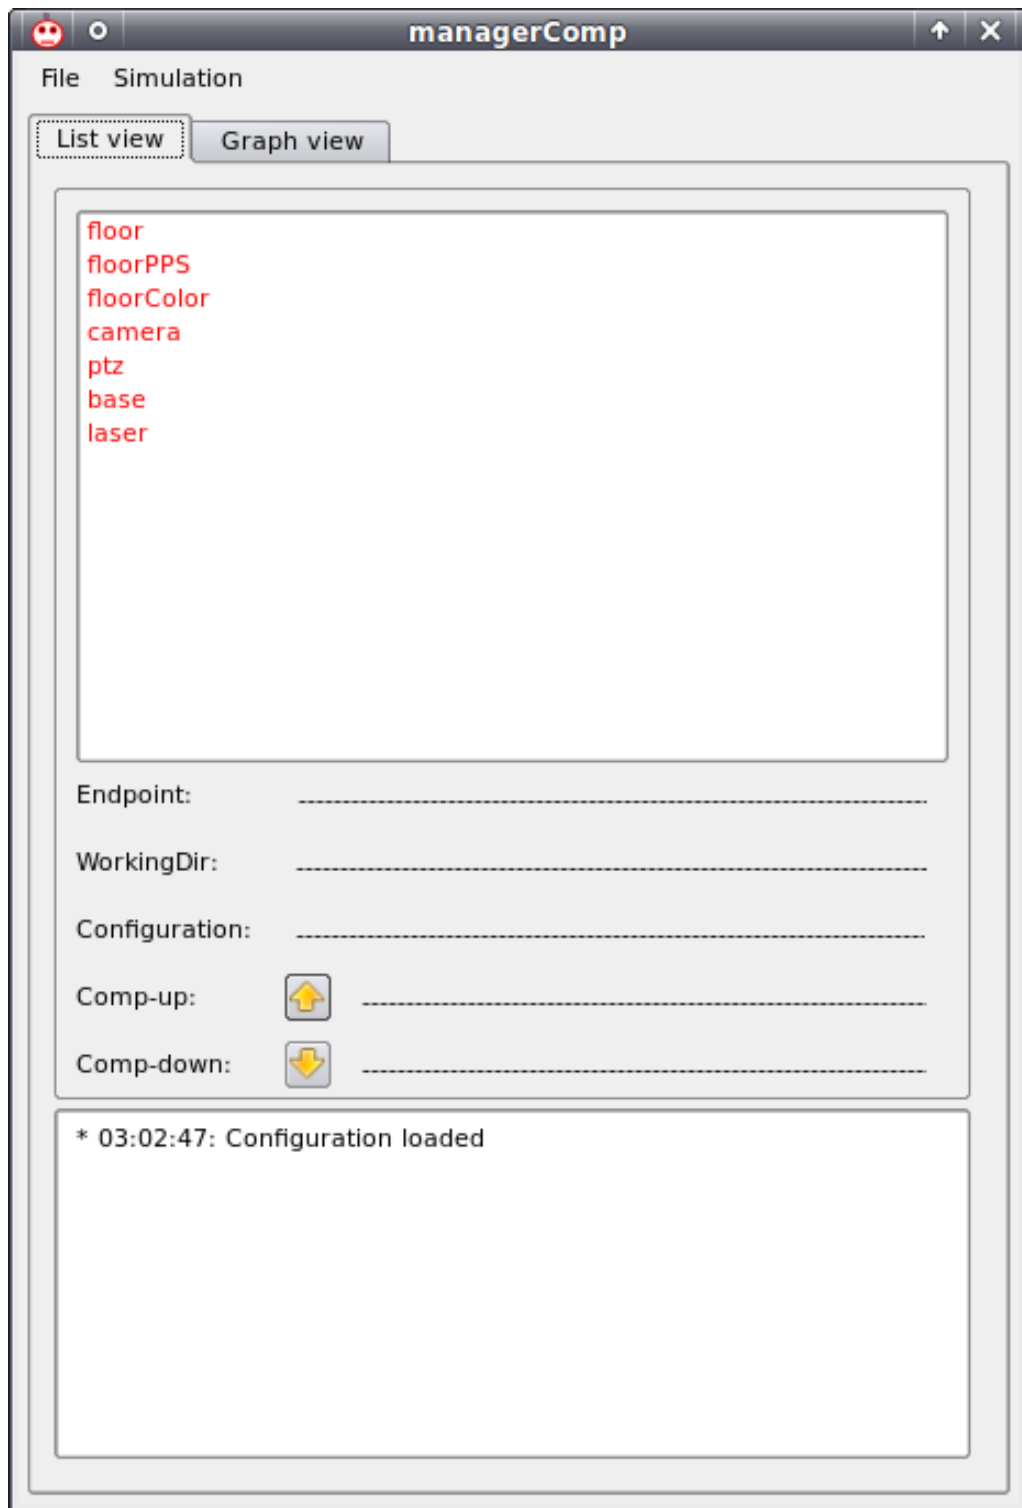 managerComp
File Simulation
List view Graph view
floor
floorPPS
floorColor
camera
ptz
base
laser
Endpoint:
WorkingDir:
Configuration:
Comp-up:
Comp-down:
* 03:02:47: Configuration loaded